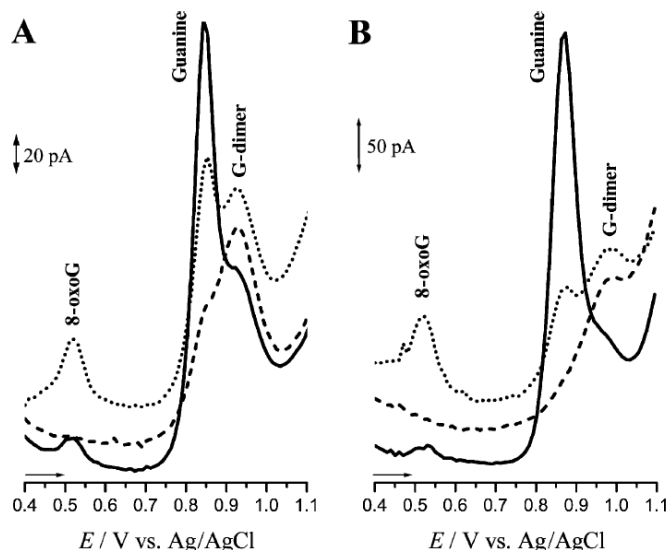 A
B
Guanine
Guanine
20 pA
50 pA
G-dimer
G-dimer
8-oxoG
8-oxoG
0.4 0.5 0.6 0.7 0.8 0.9 1.0 1.1
0.4 0.5 0.6 0.7 0.8 0.9 1.0 1.1
E / V vs. Ag/AgCl
E / V vs. Ag/AgCl